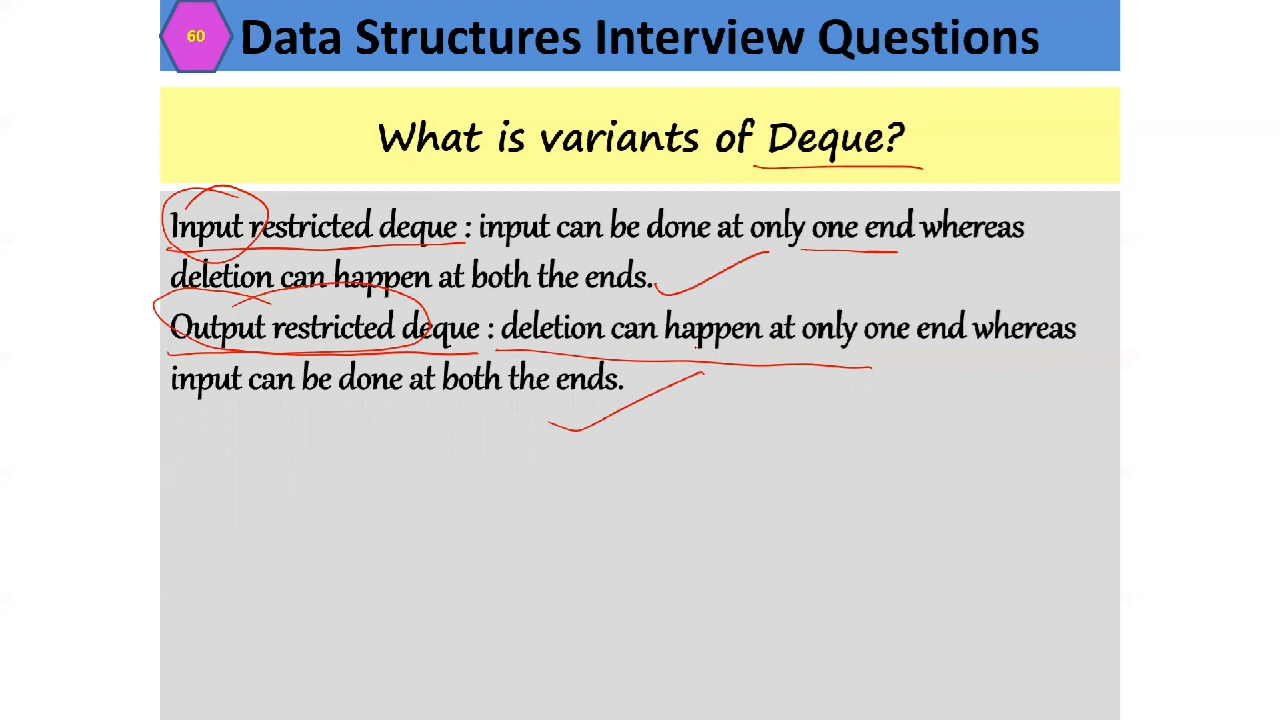 60
Data Structures Interview Questions
What is variants of Deque?
Input restricted deque : input can be done at only one end whereas
deletion can happen at both the ends.
Output restricted deque : deletion can happen at only one end whereas
input can be done at both the ends.